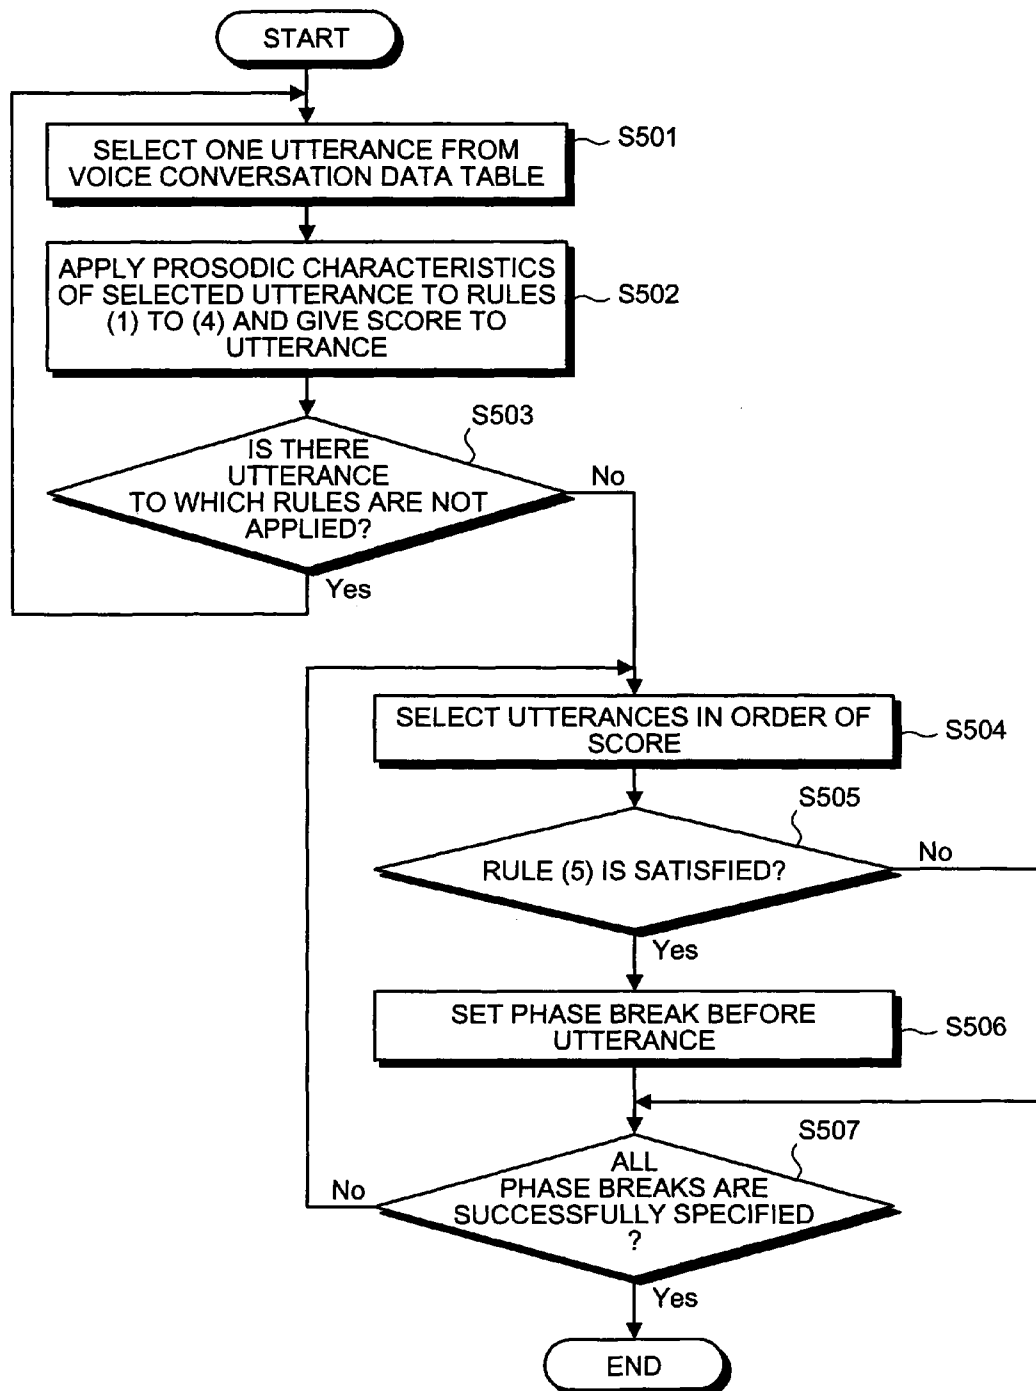 START
SELECT ONE UTTERANCE FROM
VOICE CONVERSATION DATA TABLE
S501
APPLY PROSODIC CHARACTERISTICS
OF SELECTED UTTERANCE TO RULES
(1) TO (4) AND GIVE SCORE TO
UTTERANCE
S502
S503
IS THERE
UTTERANCE
TO WHICH RULES ARE NOT
APPLIED?
No
Yes
SELECT UTTERANCES IN ORDER OF
SCORE
S504
S505
RULE (5) IS SATISFIED?
No
Yes
SET PHASE BREAK BEFORE
UTTERANCE
S506
S507
ALL
PHASE BREAKS ARE
SUCCESSFULLY SPECIFIED
?
No
Yes
END